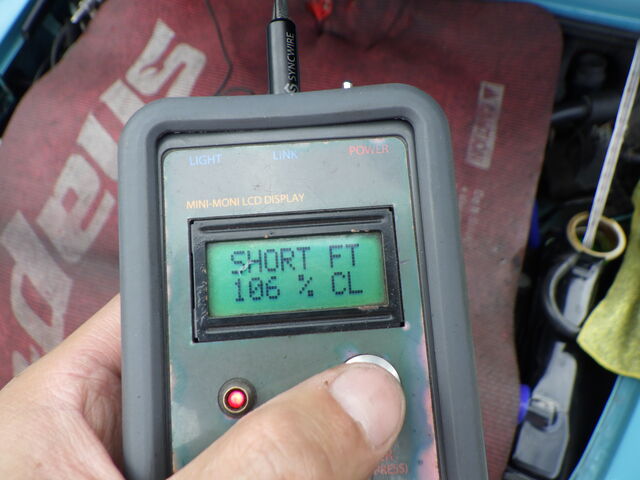 SYNCWIRE
LIGHT LINK POWER
MINI-MONI LCD DISPLAY
SHORT FT
106 % CL